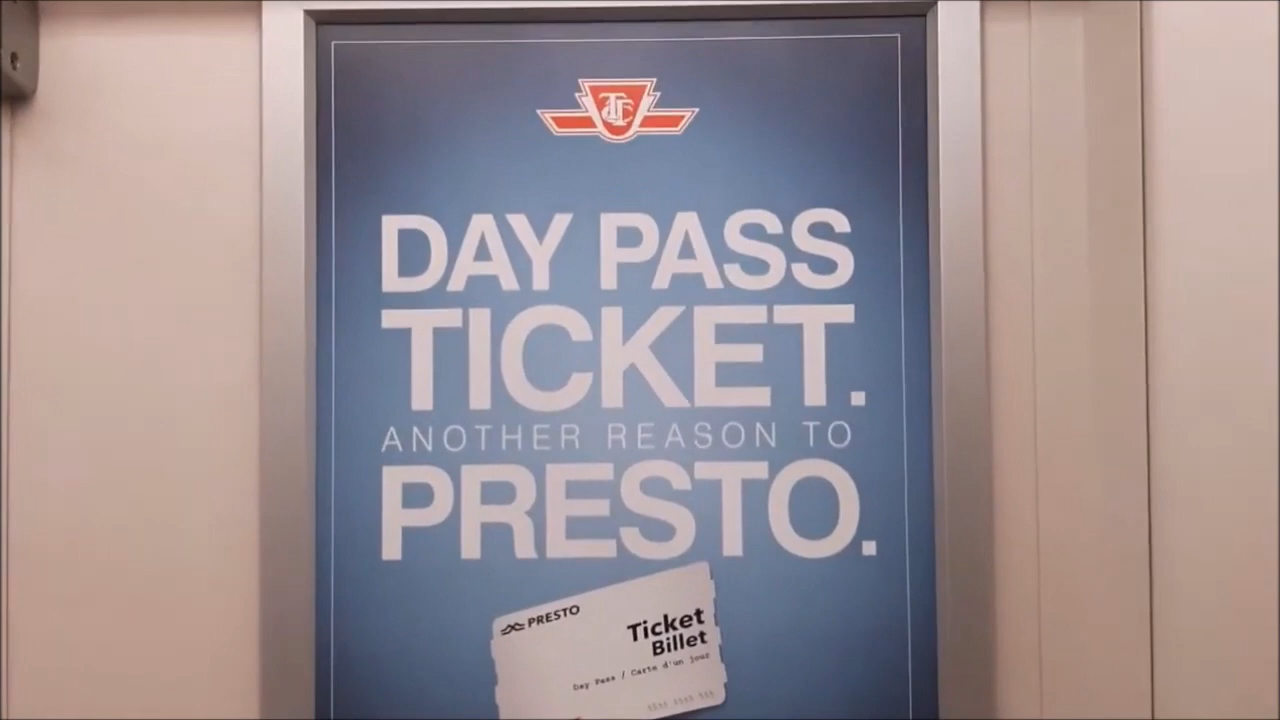 TTC
DAY PASS
TICKET.
ANOTHER REASON TO
PRESTO.
PRESTO
Ticket
Billet
Day Pass / Carte d'un jour